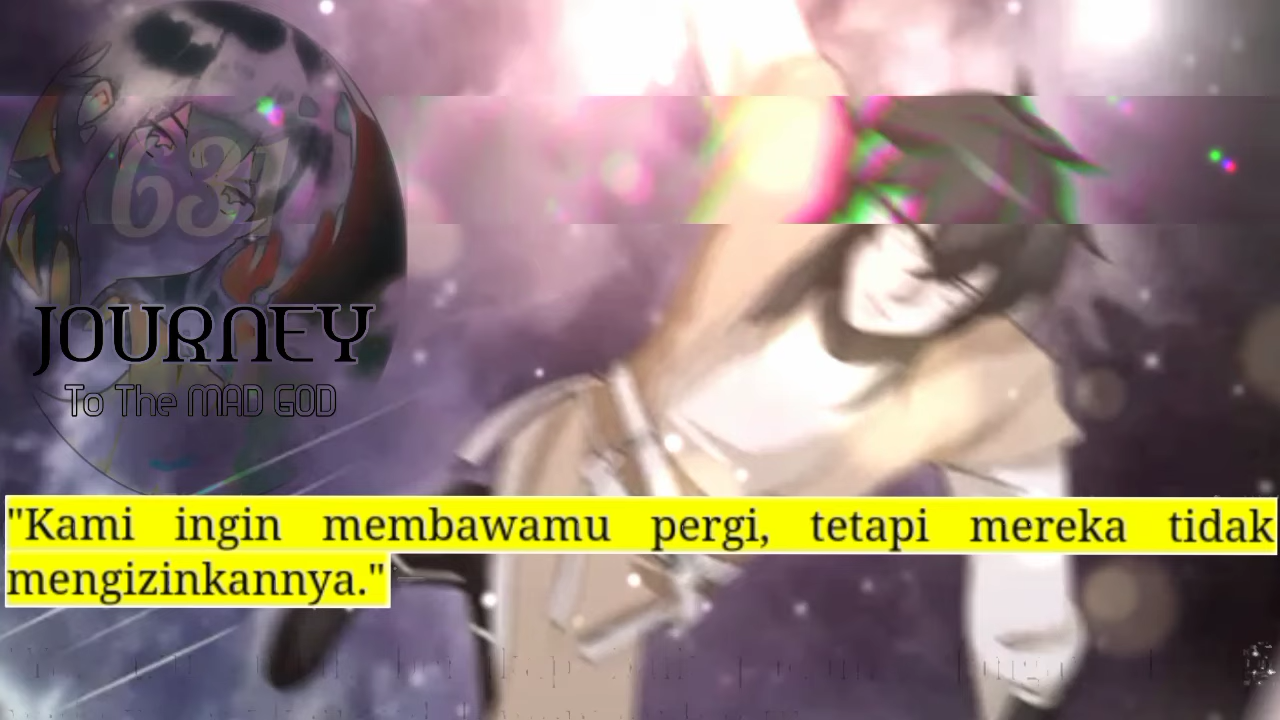 631
JOURNEY
To The MAD GOD
"Kami ingin membawamu pergi, tetapi mereka tidak
mengizinkannya."